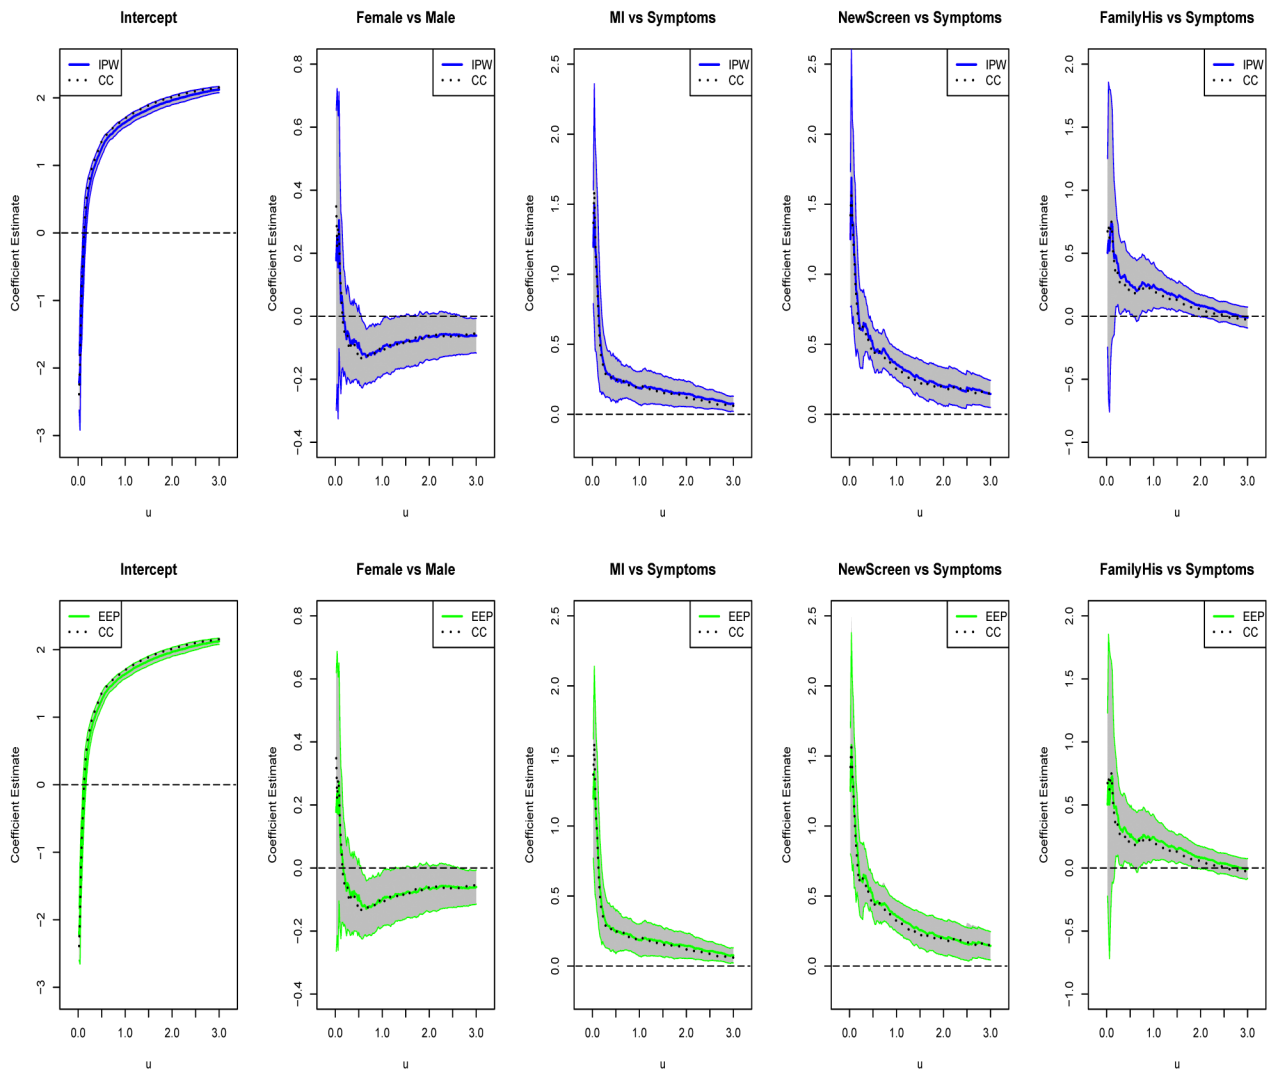 Intercept
IPW
CC
Coefficient Estimate
2
1
0
−1
−2
−3
0.0 1.0 2.0 3.0
u
Female vs Male
IPW
CC
Coefficient Estimate
0.8
0.6
0.4
0.2
0.0
−0.2
−0.4
0.0 1.0 2.0 3.0
u
MI vs Symptoms
IPW
CC
Coefficient Estimate
2.5
2.0
1.5
1.0
0.5
0.0
0.0 1.0 2.0 3.0
u
NewScreen vs Symptoms
IPW
CC
Coefficient Estimate
2.5
2.0
1.5
1.0
0.5
0.0
0.0 1.0 2.0 3.0
u
FamilyHis vs Symptoms
IPW
CC
Coefficient Estimate
2.0
1.5
1.0
0.5
0.0
−0.5
−1.0
0.0 1.0 2.0 3.0
u
Intercept
EEP
CC
Coefficient Estimate
2
1
0
−1
−2
−3
0.0 1.0 2.0 3.0
u
Female vs Male
EEP
CC
Coefficient Estimate
0.8
0.6
0.4
0.2
0.0
−0.2
−0.4
0.0 1.0 2.0 3.0
u
MI vs Symptoms
EEP
CC
Coefficient Estimate
2.5
2.0
1.5
1.0
0.5
0.0
0.0 1.0 2.0 3.0
u
NewScreen vs Symptoms
EEP
CC
Coefficient Estimate
2.5
2.0
1.5
1.0
0.5
0.0
0.0 1.0 2.0 3.0
u
FamilyHis vs Symptoms
EEP
CC
Coefficient Estimate
2.0
1.5
1.0
0.5
0.0
−0.5
−1.0
0.0 1.0 2.0 3.0
u